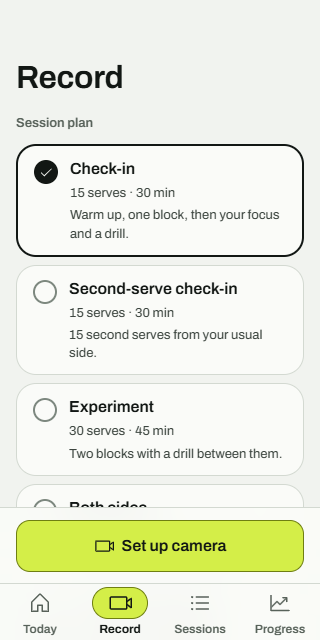 Record
Session plan
Check-in
15 serves · 30 min
Warm up, one block, then your focus
and a drill.
Second-serve check-in
15 serves · 30 min
15 second serves from your usual
side.
Experiment
30 serves · 45 min
Two blocks with a drill between them.
Both sides
Set up camera
Today
Record
Sessions
Progress